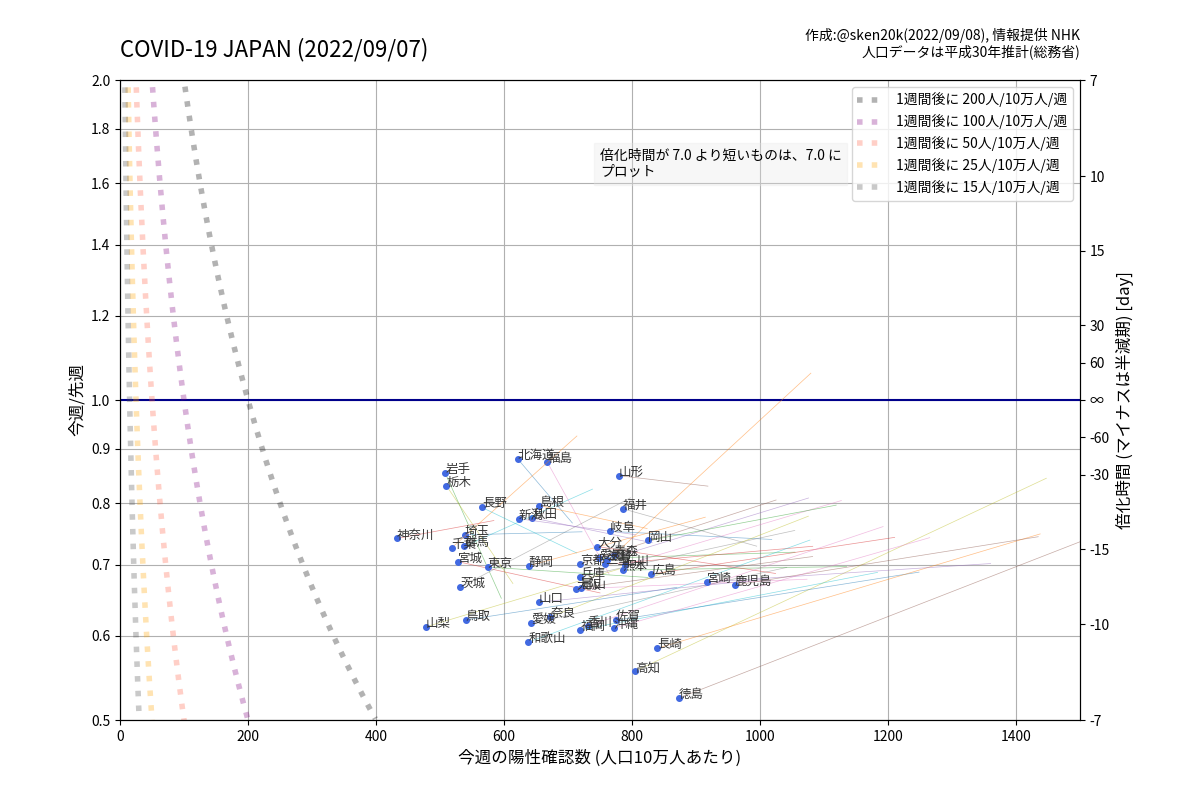 COVID-19 JAPAN (2022/09/07)
作成:@sken20k(2022/09/08), 情報提供 NHK
人口データは平成30年推計(総務省)
1週間後に 200人/10万人/週
1週間後に 100人/10万人/週
1週間後に 50人/10万人/週
1週間後に 25人/10万人/週
1週間後に 15人/10万人/週
倍化時間が 7.0 より短いものは、7.0 に
プロット
今週/先週
2.0
1.8
1.6
1.4
1.2
1.0
0.9
0.8
0.7
0.6
0.5
7
10
15
30
60
∞
-60
-30
-15
-10
-7
倍化時間 (マイナスは半減期) [day]
北海道
福島
岩手
栃木
山形
長野
島根
新潟
秋田
福井
神奈川
埼玉
千葉
群馬
岐阜
岡山
大分
宮城
東京
静岡
京都
兵庫
熊本
広島
茨城
宮崎
鹿児島
山口
山梨
鳥取
奈良
愛媛
香川
福岡
佐賀
沖縄
和歌山
長崎
高知
徳島
0
200
400
600
800
1000
1200
1400
今週の陽性確認数 (人口10万人あたり)